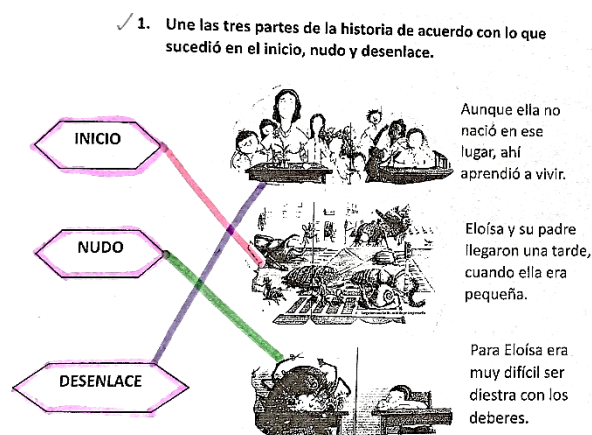 1. Une las tres partes de la historia de acuerdo con lo que
sucedió en el inicio, nudo y desenlace.
INICIO
Aunque ella no
nació en ese
lugar, ahí
aprendió a vivir.
NUDO
Eloísa y su padre
llegaron una tarde,
cuando ella era
pequeña.
DESENLACE
Para Eloísa era
muy difícil ser
diestra con los
deberes.